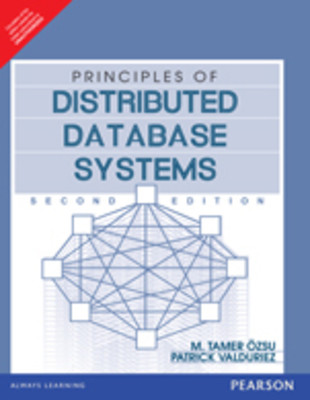 PRINCIPLES OF
DISTRIBUTED
DATABASE
SYSTEMS
SECOND EDITION
M. TAMER ÖZSU
PATRICK VALDURIEZ
ALWAYS LEARNING
PEARSON